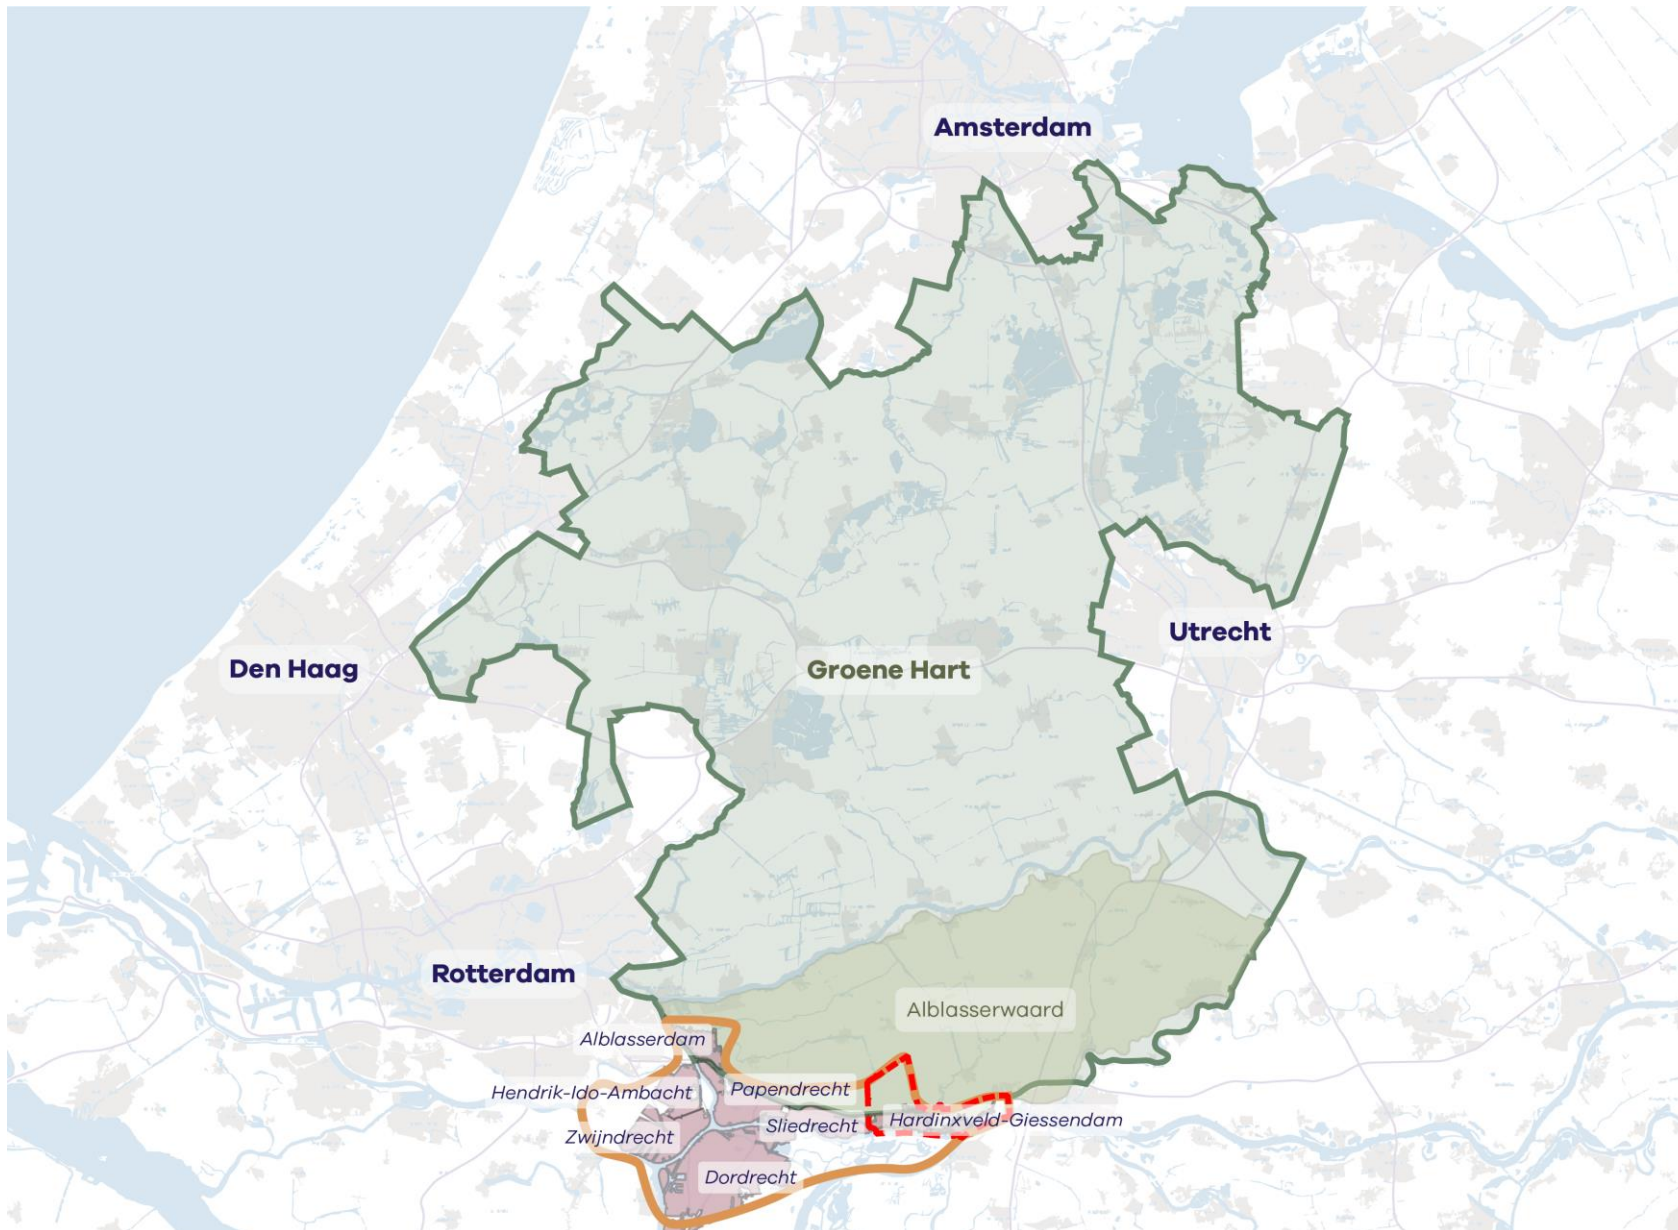 Amsterdam
Utrecht
Den Haag
Groene Hart
Rotterdam
Alblasserwaard
Alblasserdam
Hendrik-Ido-Ambacht
Papendrecht
Sliedrecht
Hardinxveld-Giessendam
Zwijndrecht
Dordrecht